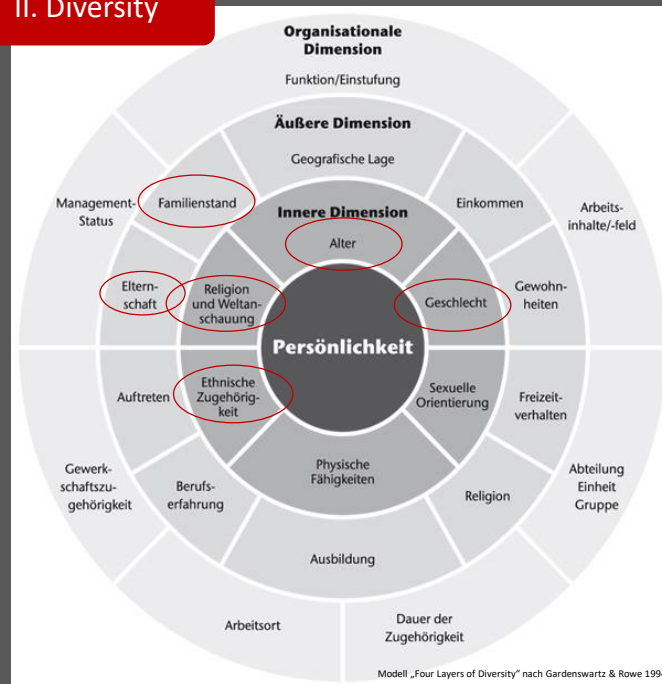 II. Diversity
Organisationale
Dimension
Funktion/Einstufung
Äußere Dimension
Geografische Lage
Management-
Status
Familienstand
Innere Dimension
Alter
Einkommen
Arbeits-
inhalte/-feld
Eltern-
schaft
Religion
und Weltan-
schauung
Geschlecht
Gewohn-
heiten
Persönlichkeit
Auftreten
Ethnische
Zugehörig-
keit
Sexuelle
Orientierung
Freizeit-
verhalten
Gewerk-
schaftszu-
gehörigkeit
Berufs-
erfahrung
Physische
Fähigkeiten
Religion
Abteilung
Einheit
Gruppe
Ausbildung
Arbeitsort
Dauer der
Zugehörigkeit
Modell „Four Layers of Diversity" nach Gardenswartz & Rowe 199